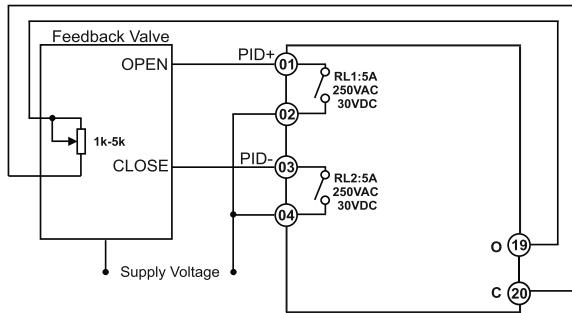 Feedback Valve
OPEN
PID+
01
RL1:5A
250VAC
30VDC
02
1k-5k
CLOSE
PID-
03
RL2:5A
250VAC
30VDC
04
O
19
Supply Voltage
C
20